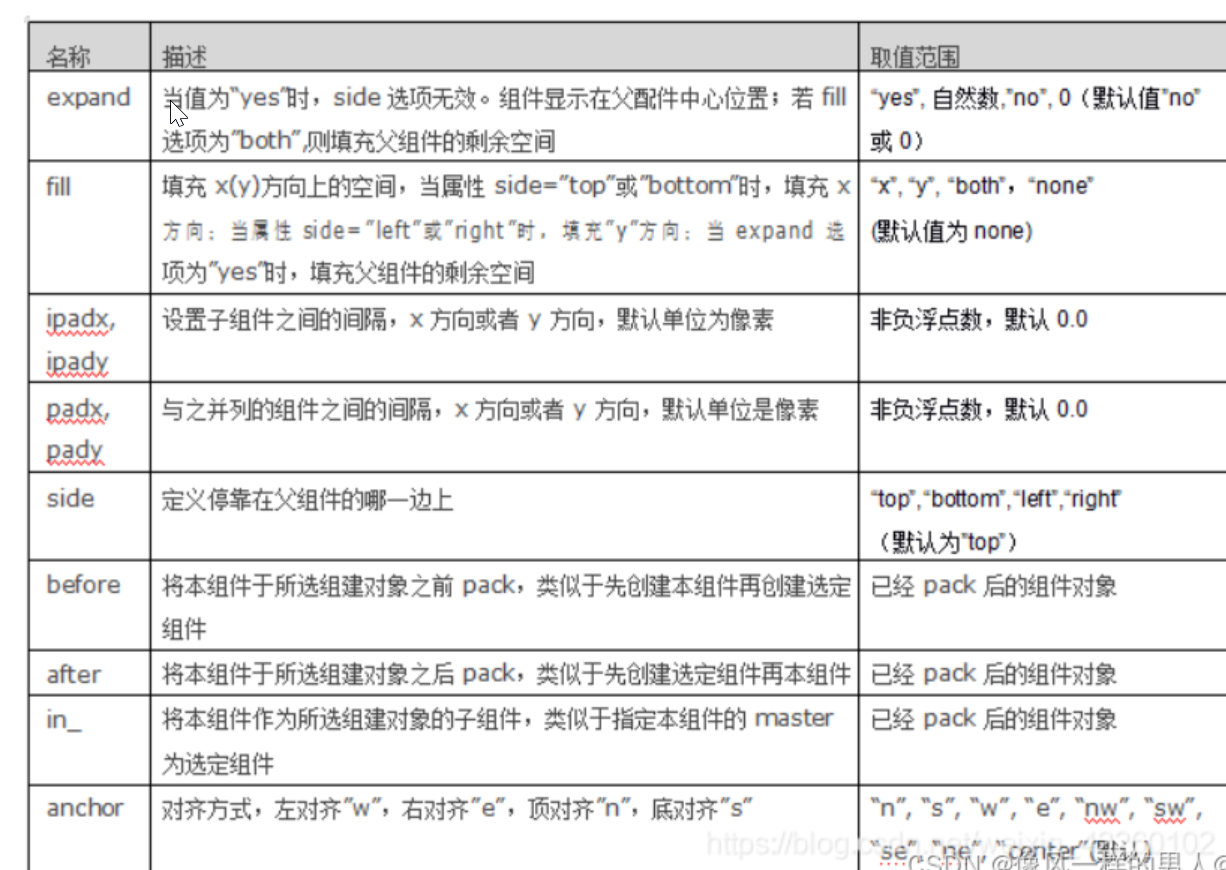 名称 描述 取值范围
expand 当值为“yes”时，side 选项无效。组件显示在父配件中心位置；若 fill “yes”, 自然数,”no”, 0（默认值”no”
选项为”both”,则填充父组件的剩余空间 或 0）
fill 填充 x(y)方向上的空间，当属性 side=”top”或”bottom”时，填充 x “x”, “y”, “both”，“none”
方向；当属性 side=”left”或”right”时，填充”y”方向；当 expand 选 (默认值为 none)
项为”yes”时，填充父组件的剩余空间
ipadx, 设置子组件之间的间隔，x 方向或者 y 方向，默认单位为像素 非负浮点数，默认 0.0
ipady
padx, 与之并列的组件之间的间隔，x 方向或者 y 方向，默认单位是像素 非负浮点数，默认 0.0
pady
side 定义停靠在父组件的哪一边上 “top”,“bottom”,“left”,“right”
（默认为”top”）
before 将本组件于所选组建对象之前 pack，类似于先创建本组件再创建选定 已经 pack 后的组件对象
组件
after 将本组件于所选组建对象之后 pack，类似于先创建选定组件再本组件 已经 pack 后的组件对象
in_ 将本组件作为所选组建对象的子组件，类似于指定本组件的 master 已经 pack 后的组件对象
为选定组件
anchor 对齐方式，左对齐”w”，右对齐”e”，顶对齐”n”，底对齐”s” “n”, “s”, “w”, “e”, “nw”, “sw”,
“se”, “ne”, “center”(默认)
CSDN @像风一样的男人@